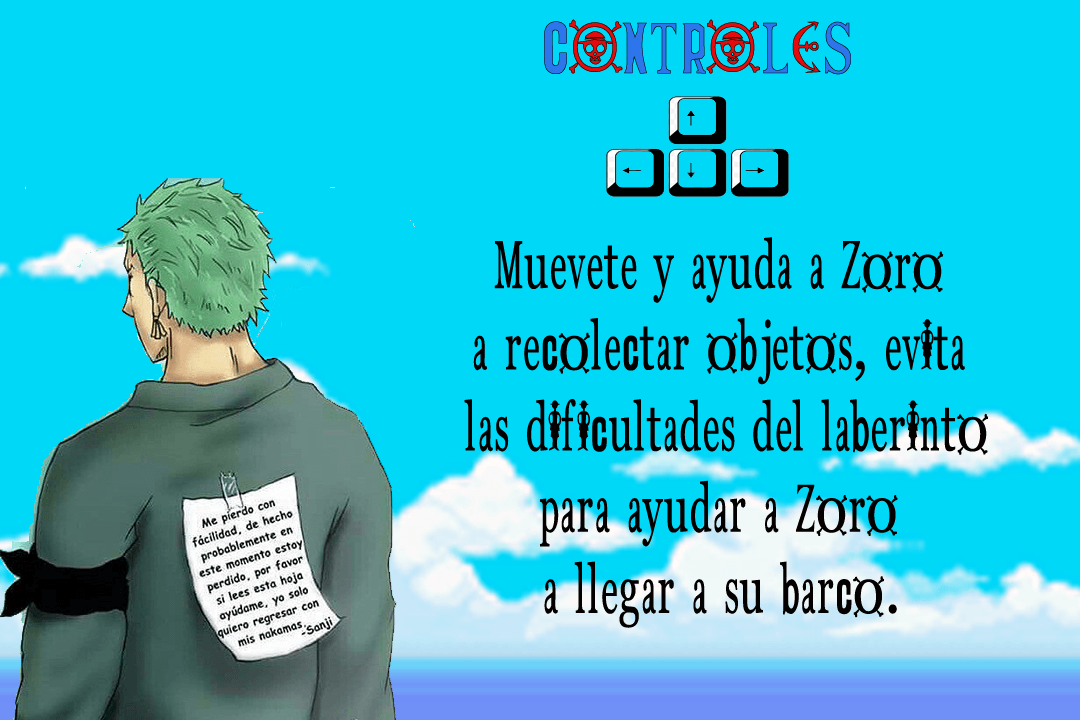 CONTROLES
↑
← ↓ →
Muevete y ayuda a Zoro
a recolectar objetos, evita
las dificultades del laberinto
para ayudar a Zoro
a llegar a su barco.
Me pierdo con
fácilidad, de hecho
probablemente en
este momento estoy
perdido, por favor
si lees esta hoja
ayúdame, yo solo
quiero regresar con
mis nakamas.
-Sanji